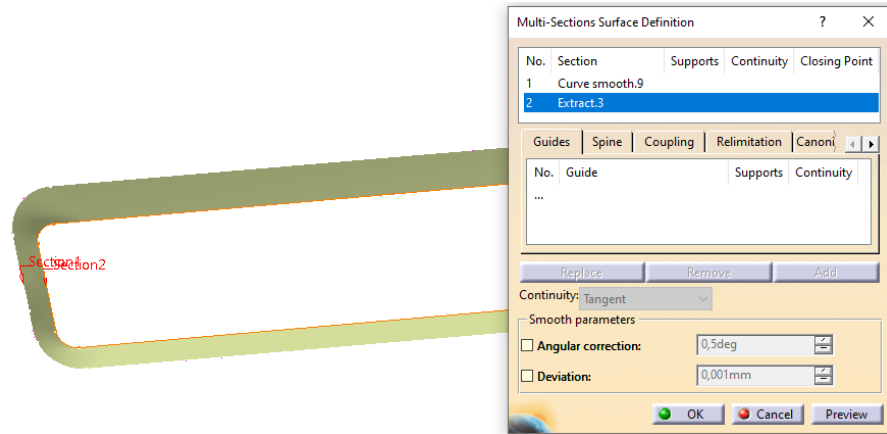 Multi-Sections Surface Definition ? ×
No. Section Supports Continuity Closing Point
1 Curve smooth.9
2 Extract.3
Guides Spine Coupling Relimitation Canoni
No. Guide Supports Continuity
...
Replace Remove Add
Continuity: Tangent
Smooth parameters
Angular correction: 0,5deg
Deviation: 0,001mm
OK Cancel Preview
Section2